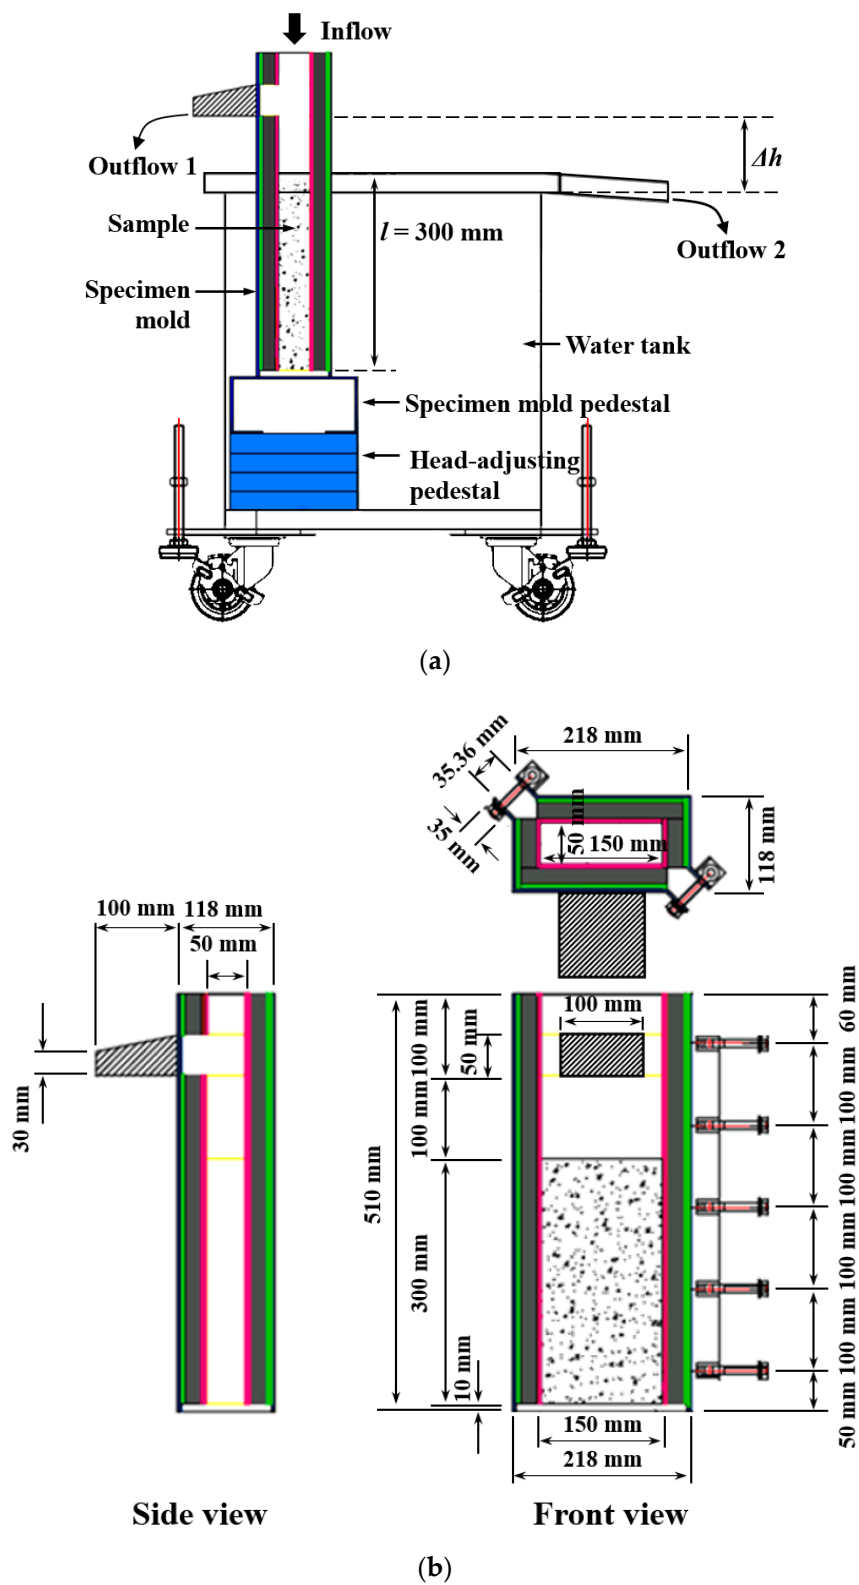 Inflow
Outflow 1
Δh
Sample
l = 300 mm
Outflow 2
Specimen
mold
Water tank
Specimen mold pedestal
Head-adjusting
pedestal
(a)
218 mm
35.36 mm
35 mm
50 mm
150 mm
118 mm
100 mm
118 mm
50 mm
30 mm
100 mm
100 mm
50 mm
60 mm
100 mm
100 mm
510 mm
100 mm
300 mm
100 mm
100 mm
10 mm
50 mm
150 mm
218 mm
Side view
Front view
(b)